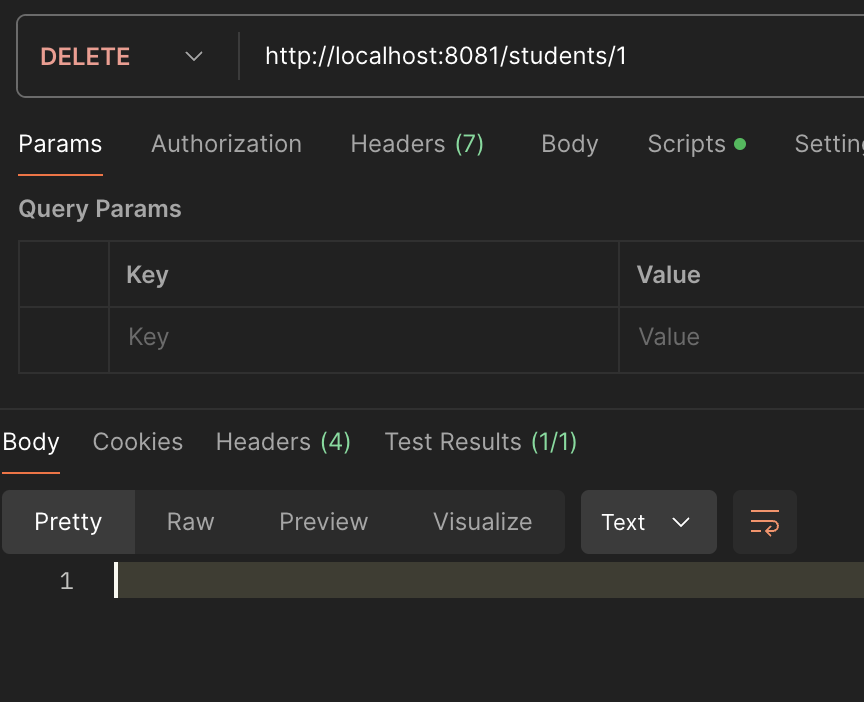 DELETE http://localhost:8081/students/1
Params Authorization Headers (7) Body Scripts Setting
Query Params
Key Value
Key Value
Body Cookies Headers (4) Test Results (1/1)
Pretty Raw Preview Visualize Text
1